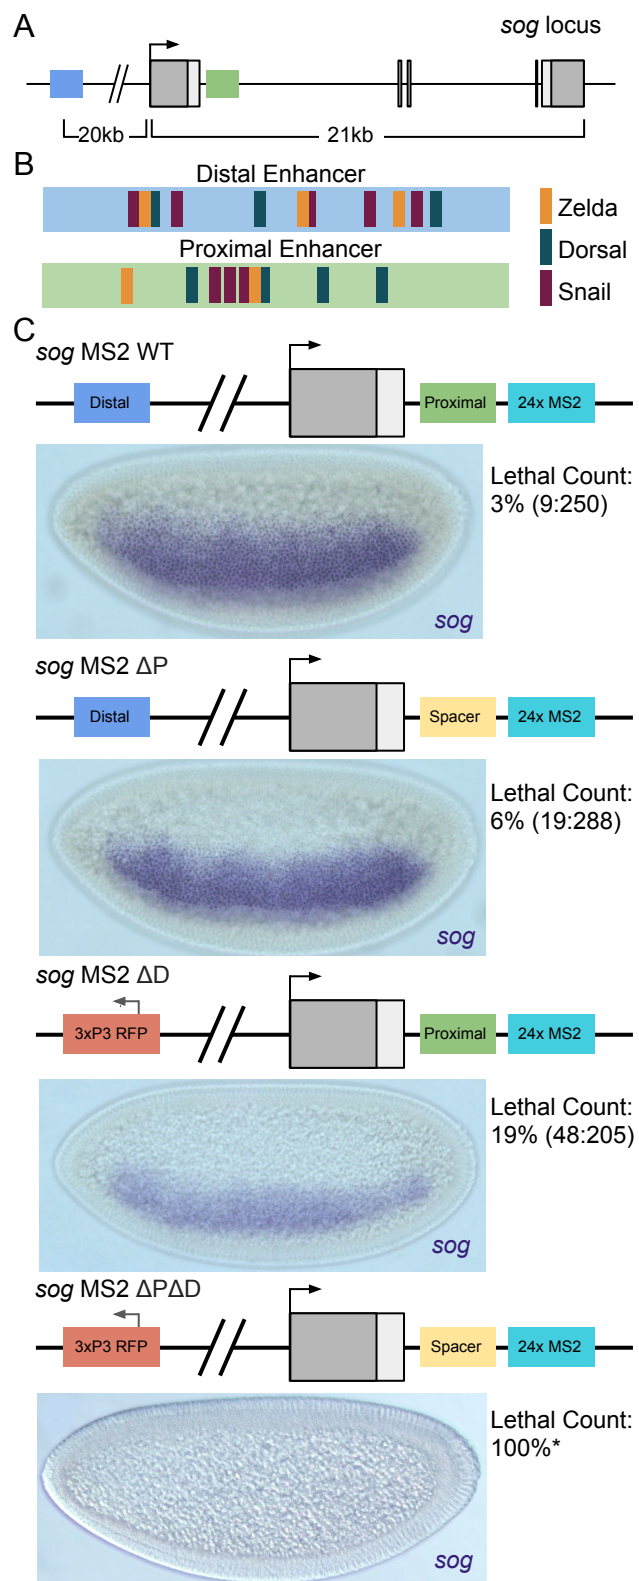 A
sog locus
20kb
21kb
B
Distal Enhancer
Proximal Enhancer
Zelda
Dorsal
Snail
C
sog MS2 WT
Distal
Proximal
24x MS2
Lethal Count:
3% (9:250)
sog
sog MS2 ΔP
Distal
Spacer
24x MS2
Lethal Count:
6% (19:288)
sog
sog MS2 ΔD
3xP3 RFP
Proximal
24x MS2
Lethal Count:
19% (48:205)
sog
sog MS2 ΔPΔD
3xP3 RFP
Spacer
24x MS2
Lethal Count:
100%*
sog